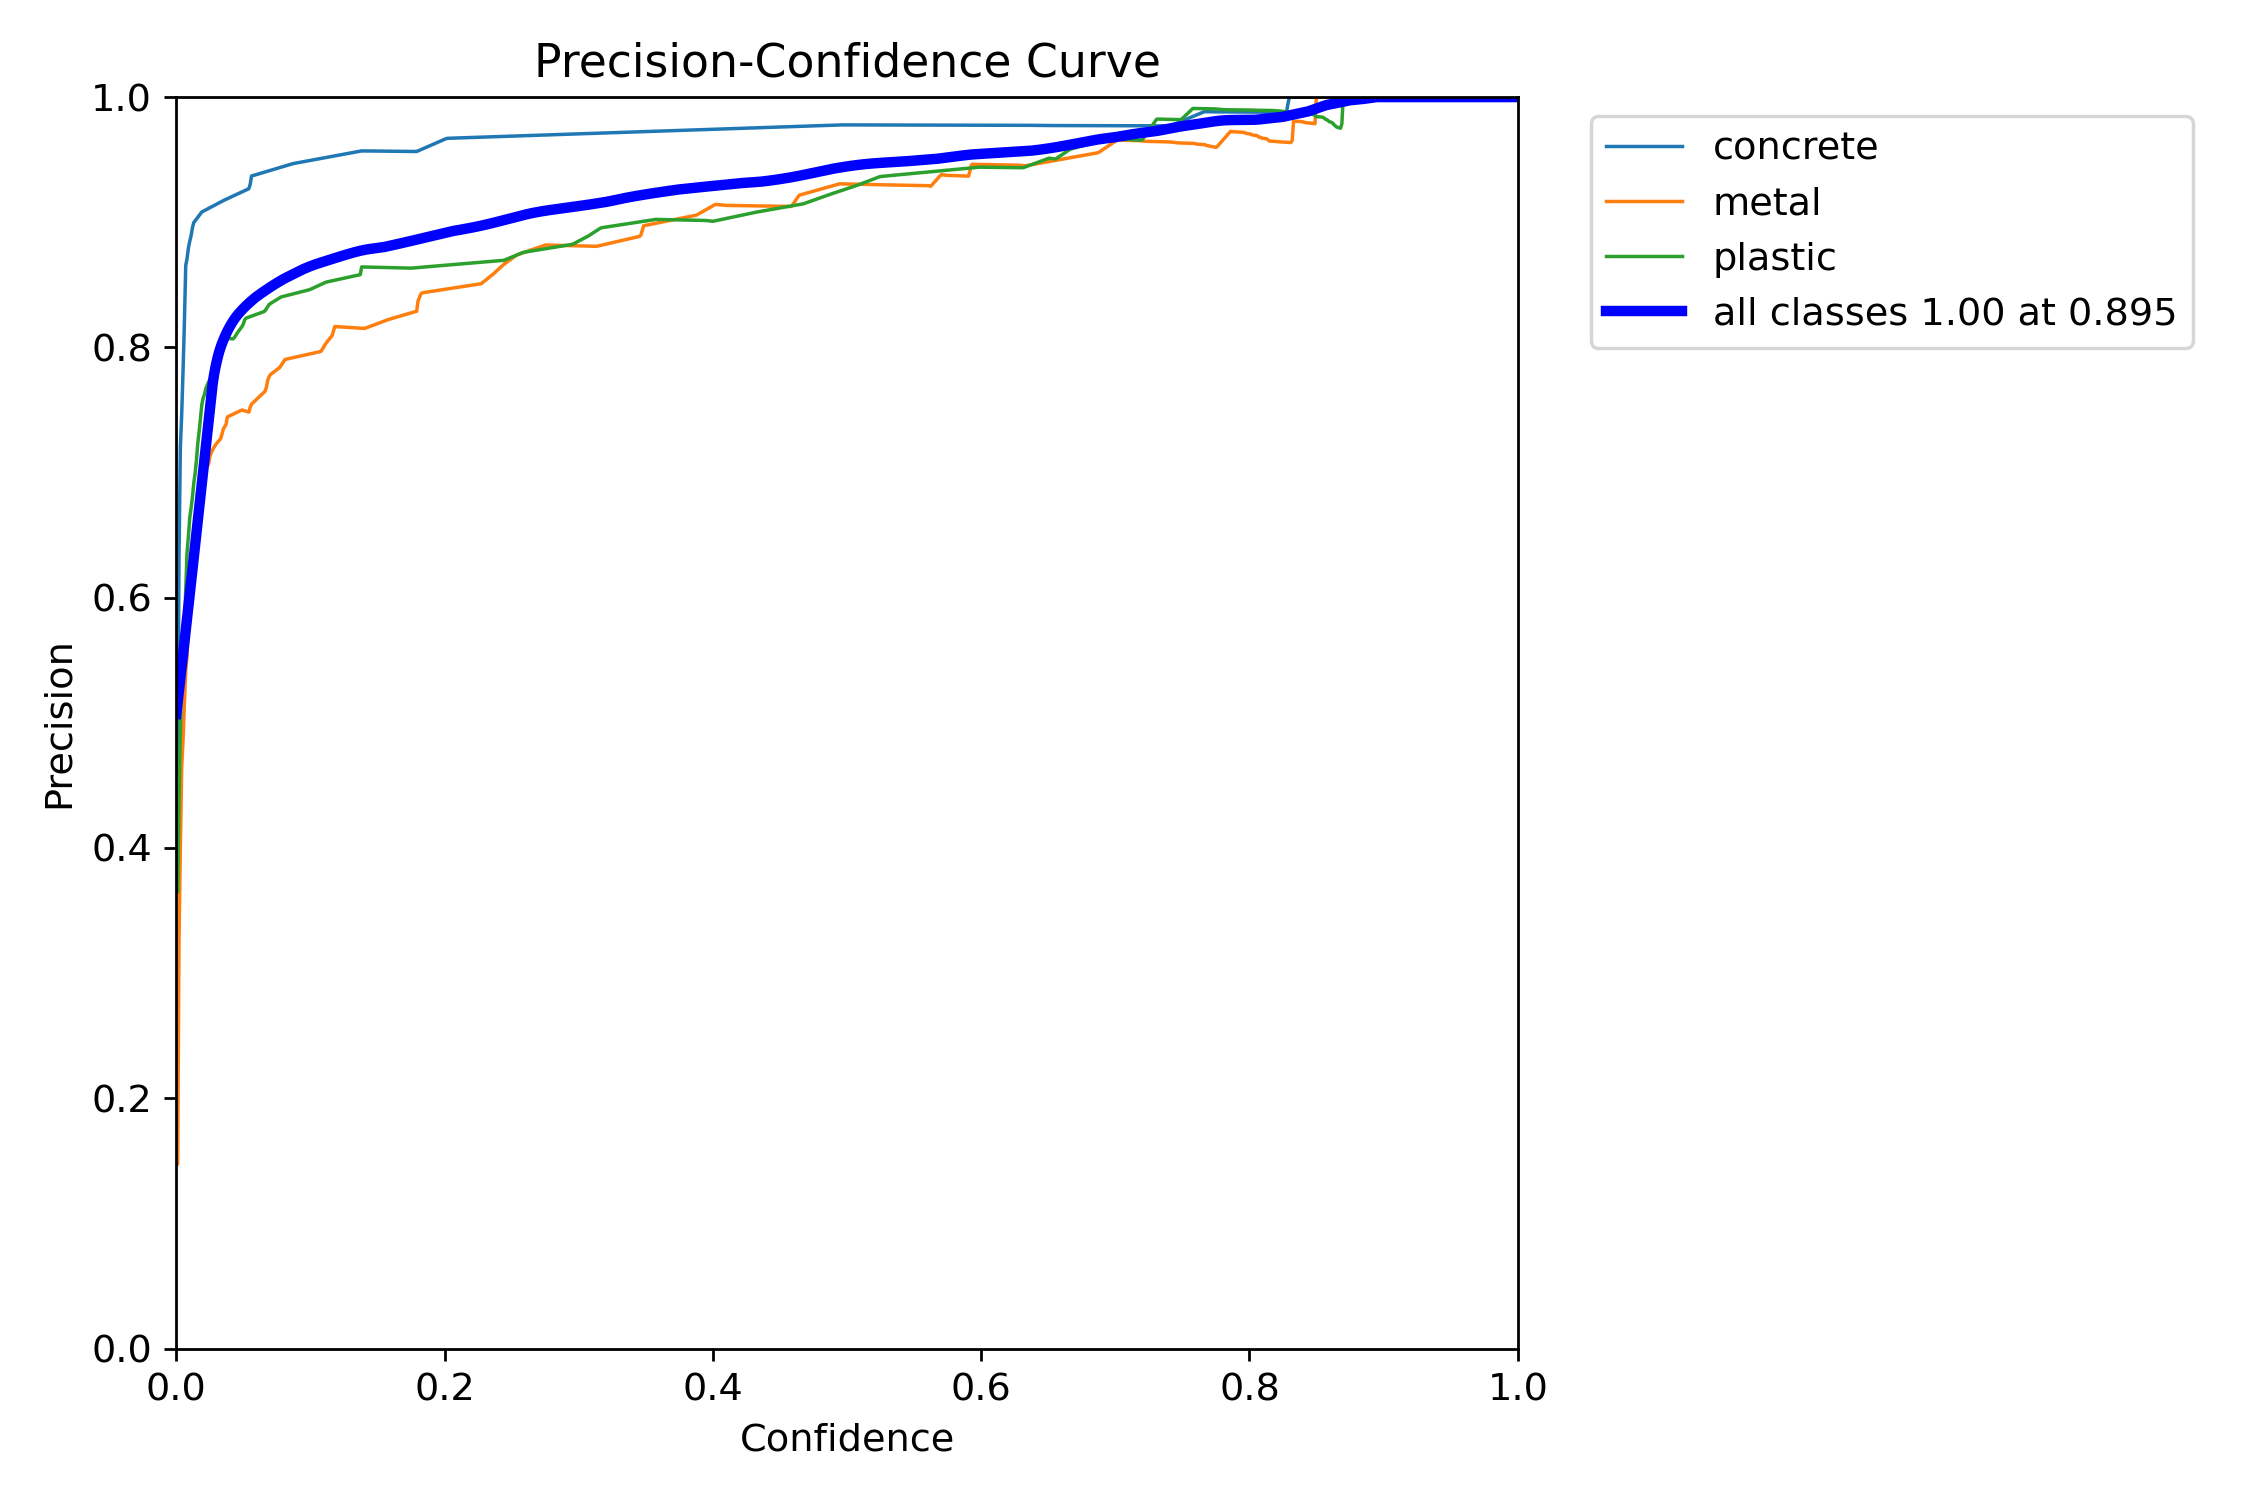 Precision-Confidence Curve
1.0
0.8
0.6
0.4
0.2
0.0
Precision
0.0 0.2 0.4 0.6 0.8 1.0
Confidence
concrete
metal
plastic
all classes 1.00 at 0.895